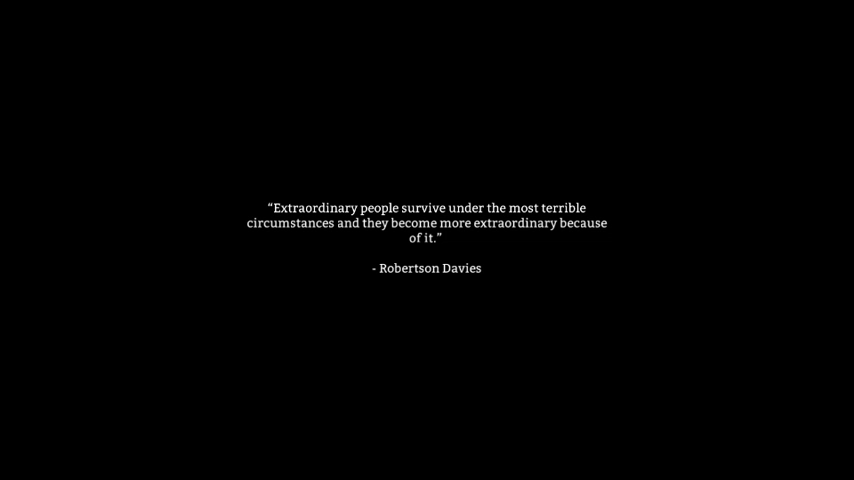 “Extraordinary people survive under the most terrible
circumstances and they become more extraordinary because
of it.”
- Robertson Davies